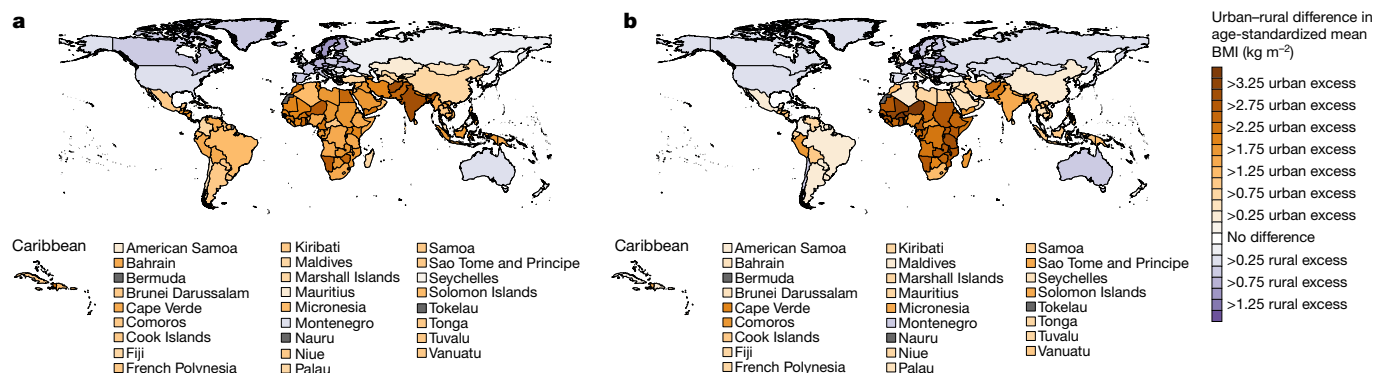 a
b
Urban–rural difference in
age-standardized mean
BMI (kg m–2)
>3.25 urban excess
>2.75 urban excess
>2.25 urban excess
>1.75 urban excess
>1.25 urban excess
>0.75 urban excess
>0.25 urban excess
No difference
>0.25 rural excess
>0.75 rural excess
>1.25 rural excess
Caribbean
American Samoa
Bahrain
Bermuda
Brunei Darussalam
Cape Verde
Comoros
Cook Islands
Fiji
French Polynesia
Kiribati
Maldives
Marshall Islands
Mauritius
Micronesia
Montenegro
Nauru
Niue
Palau
Samoa
Sao Tome and Principe
Seychelles
Solomon Islands
Tokelau
Tonga
Tuvalu
Vanuatu
Caribbean
American Samoa
Bahrain
Bermuda
Brunei Darussalam
Cape Verde
Comoros
Cook Islands
Fiji
French Polynesia
Kiribati
Maldives
Marshall Islands
Mauritius
Micronesia
Montenegro
Nauru
Niue
Palau
Samoa
Sao Tome and Principe
Seychelles
Solomon Islands
Tokelau
Tonga
Tuvalu
Vanuatu